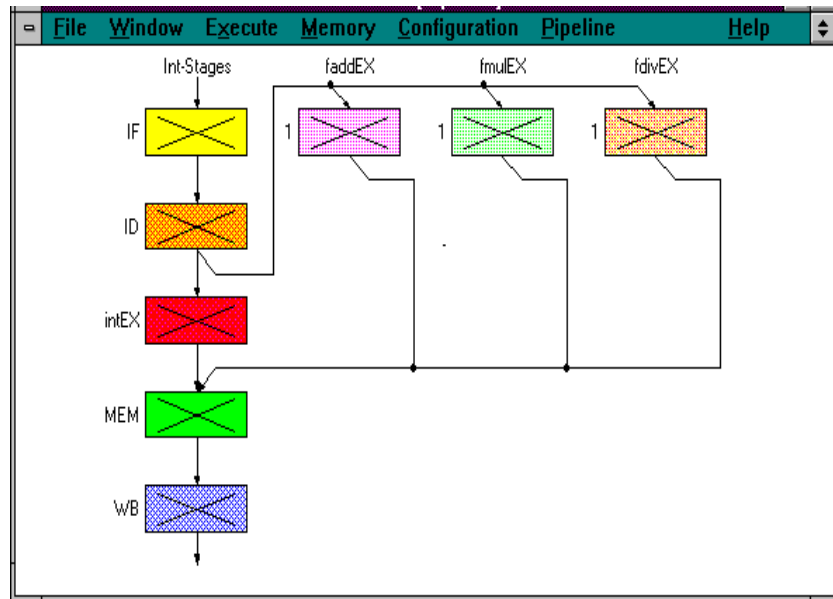 File Window Execute Memory Configuration Pipeline Help
Int-Stages faddEX fmulEX fdivEX
IF 1 1 1
ID
intEX
MEM
WB